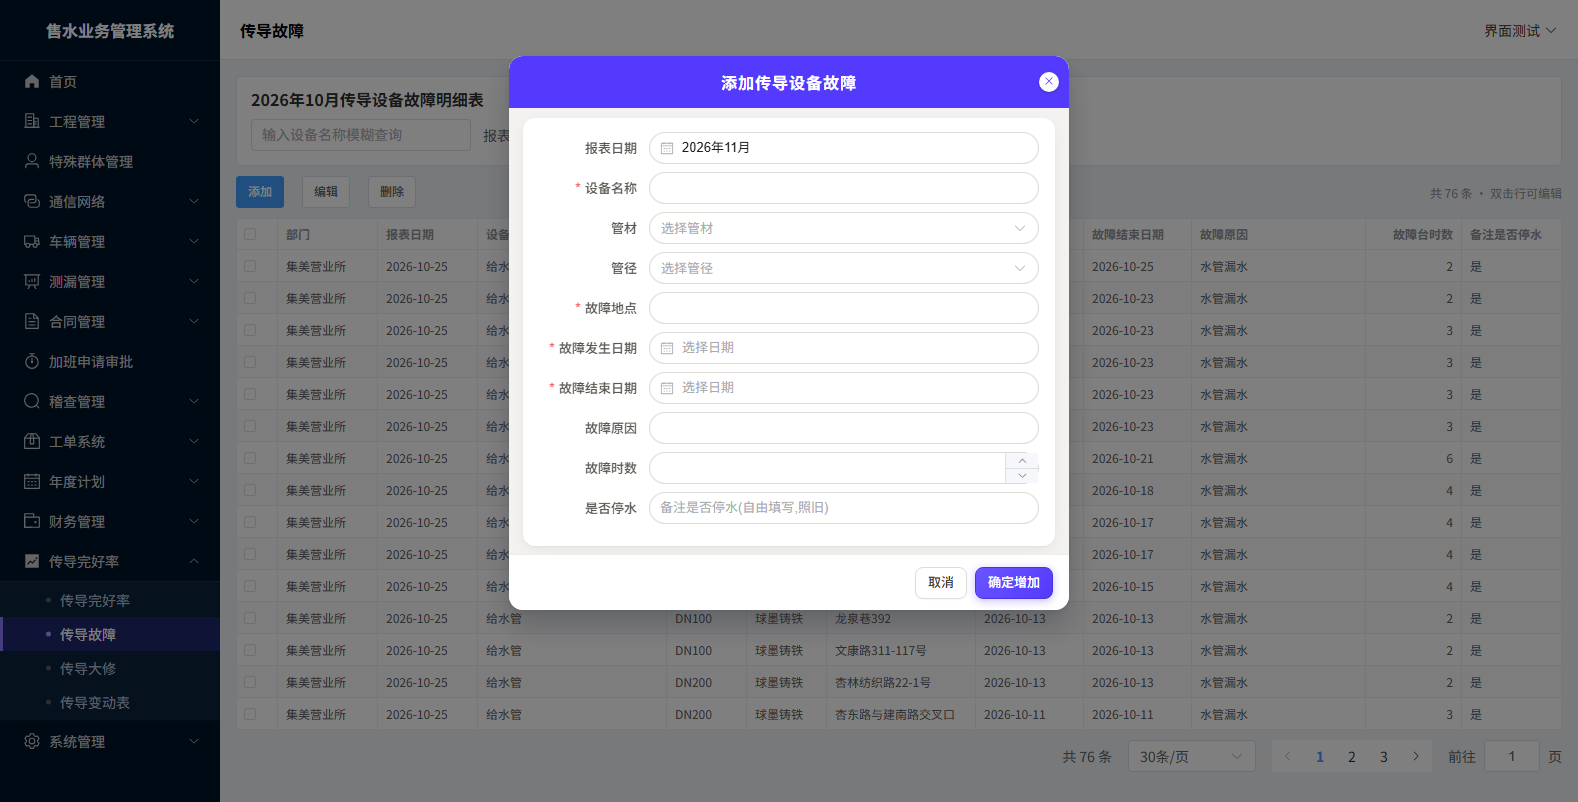 售水业务管理系统
传导故障
界面测试
首页
工程管理
特殊群体管理
通信网络
车辆管理
测漏管理
合同管理
加班申请审批
稽查管理
工单系统
年度计划
财务管理
传导完好率
传导完好率
传导故障
传导大修
传导变动表
系统管理
2026年10月传导设备故障明细表
输入设备名称模糊查询 报表
添加 编辑 删除
共 76 条 • 双击行可编辑
部门 报表日期 设备 故障结束日期 故障原因 故障台时数 备注是否停水
集美营业所 2026-10-25 给水 2026-10-25 水管漏水 2 是
集美营业所 2026-10-25 给水 2026-10-23 水管漏水 2 是
集美营业所 2026-10-25 给水 2026-10-23 水管漏水 3 是
集美营业所 2026-10-25 给水 2026-10-23 水管漏水 3 是
集美营业所 2026-10-25 给水 2026-10-23 水管漏水 3 是
集美营业所 2026-10-25 给水 2026-10-23 水管漏水 3 是
集美营业所 2026-10-25 给水 2026-10-21 水管漏水 6 是
集美营业所 2026-10-25 给水 2026-10-18 水管漏水 4 是
集美营业所 2026-10-25 给水 2026-10-17 水管漏水 4 是
集美营业所 2026-10-25 给水 2026-10-17 水管漏水 4 是
集美营业所 2026-10-25 给水 2026-10-15 水管漏水 4 是
集美营业所 2026-10-25 给水管 DN100 球墨铸铁 龙泉巷392 2026-10-13 2026-10-13 水管漏水 2 是
集美营业所 2026-10-25 给水管 DN100 球墨铸铁 文康路311-117号 2026-10-13 2026-10-13 水管漏水 2 是
集美营业所 2026-10-25 给水管 DN200 球墨铸铁 杏林纺织路22-1号 2026-10-13 2026-10-13 水管漏水 2 是
集美营业所 2026-10-25 给水管 DN200 球墨铸铁 杏东路与建南路交叉口 2026-10-11 2026-10-11 水管漏水 3 是
共 76 条 30条/页 1 2 3 前往 1 页
添加传导设备故障
报表日期 2026年11月
* 设备名称
管材 选择管材
管径 选择管径
* 故障地点
* 故障发生日期 选择日期
* 故障结束日期 选择日期
故障原因
故障时数
是否停水 备注是否停水(自由填写,照旧)
取消 确定增加